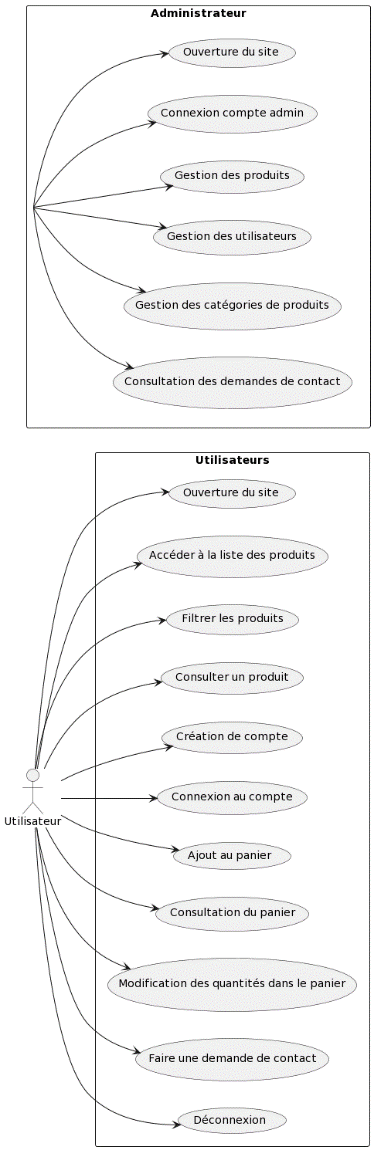 Administrateur
Ouverture du site
Connexion compte admin
Gestion des produits
Gestion des utilisateurs
Gestion des catégories de produits
Consultation des demandes de contact
Utilisateurs
Ouverture du site
Accéder à la liste des produits
Filtrer les produits
Consulter un produit
Création de compte
Connexion au compte
Utilisateur
Ajout au panier
Consultation du panier
Modification des quantités dans le panier
Faire une demande de contact
Déconnexion